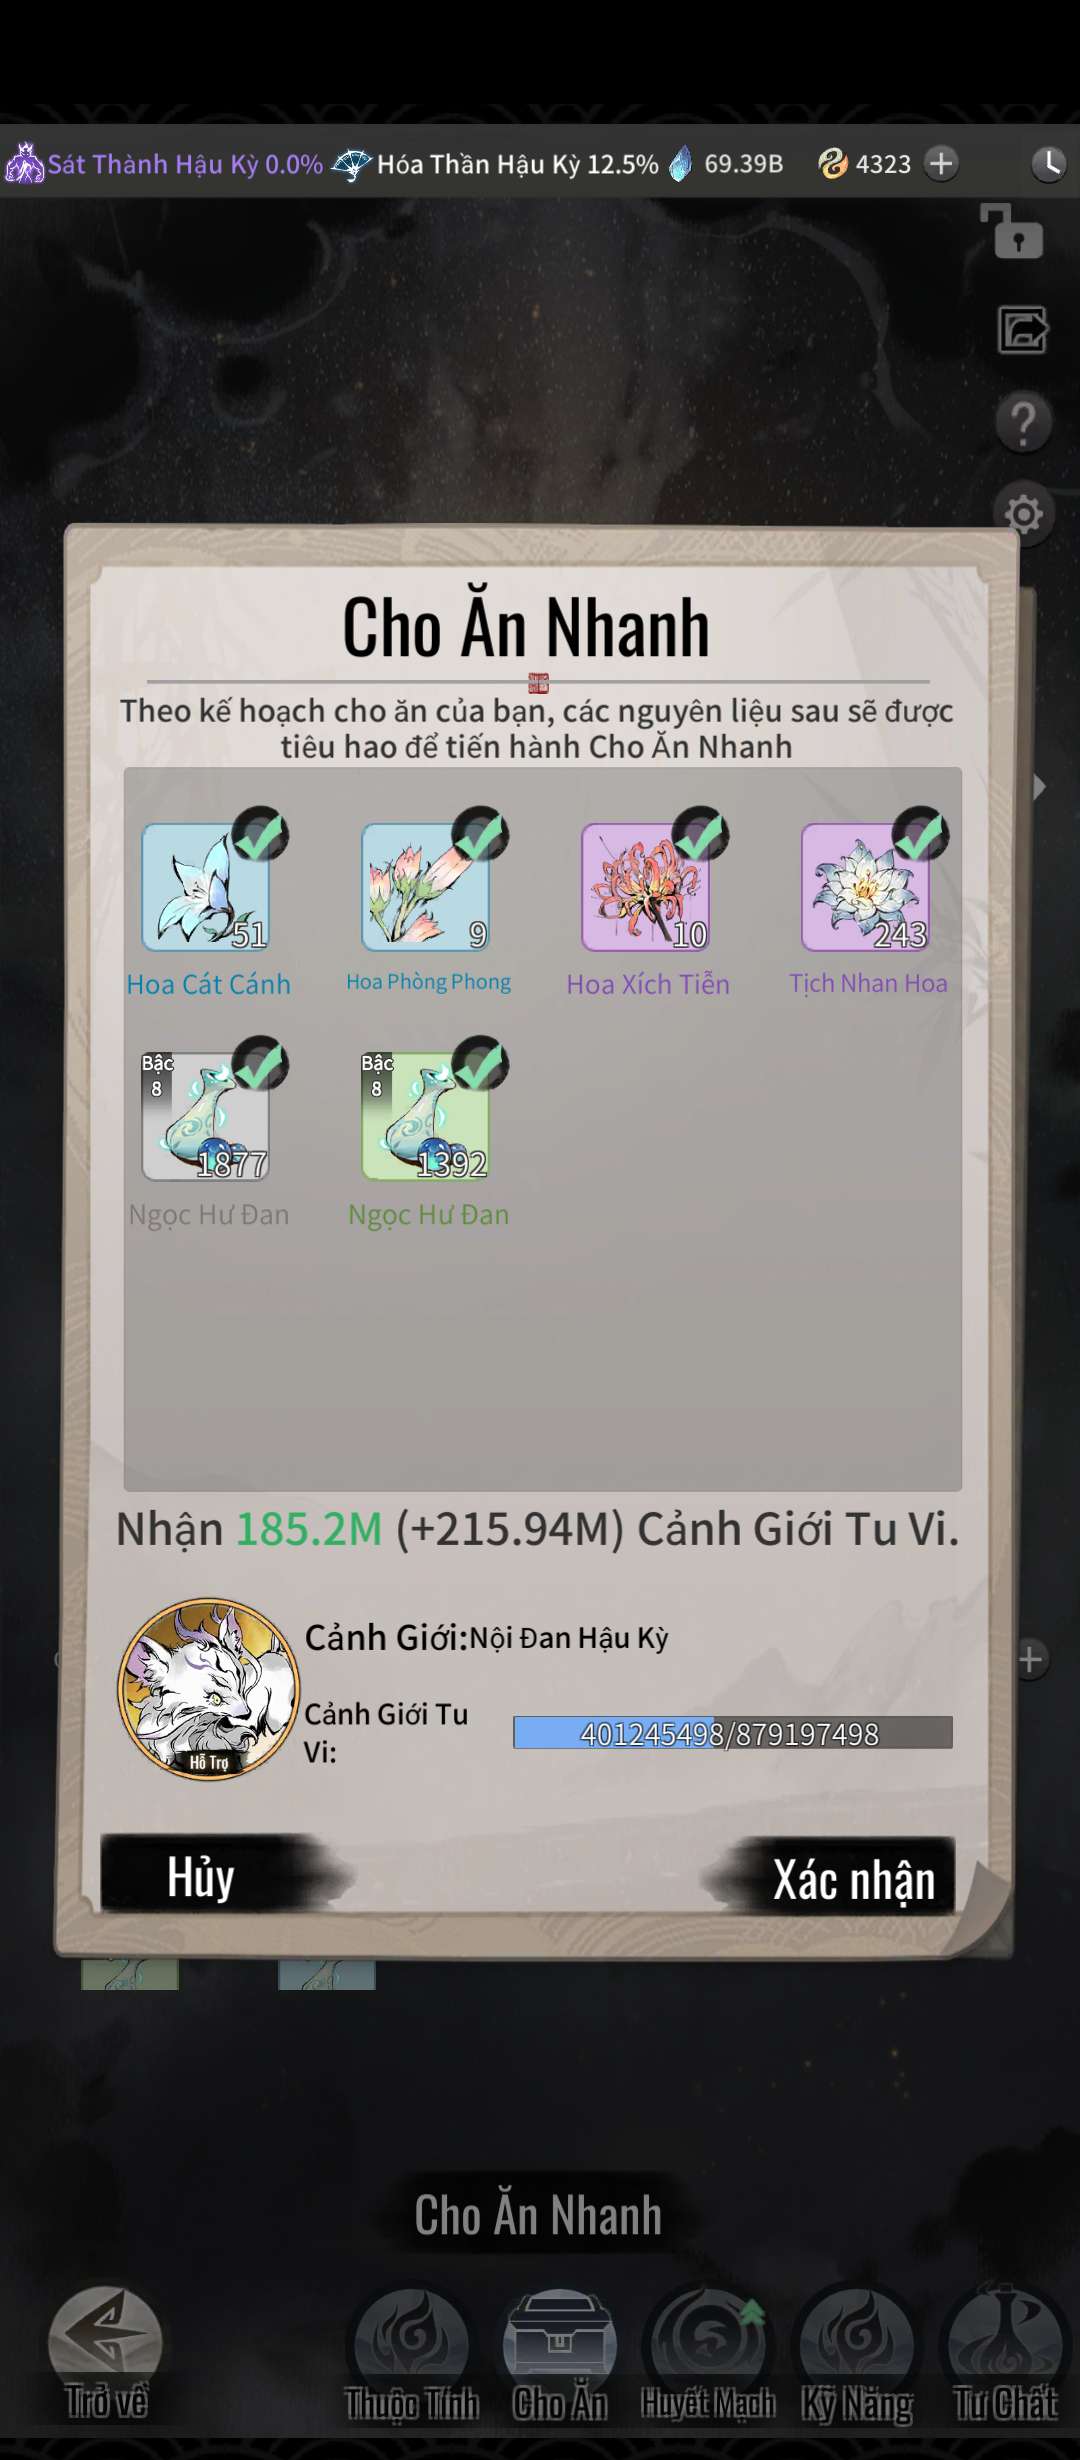 Sát Thành Hậu Kỳ 0.0% Hóa Thần Hậu Kỳ 12.5% 69.39B 4323
Cho Ăn Nhanh
Theo kế hoạch cho ăn của bạn, các nguyên liệu sau sẽ được
tiêu hao để tiến hành Cho Ăn Nhanh
51 9 10 243
Hoa Cát Cánh Hoa Phòng Phong Hoa Xích Tiễn Tịch Nhan Hoa
Bậc 8 Bậc 8
1877 1392
Ngọc Hư Đan Ngọc Hư Đan
Nhận 185.2M (+215.94M) Cảnh Giới Tu Vi.
Cảnh Giới:Nội Đan Hậu Kỳ
Cảnh Giới Tu
Vi:
401245498/879197498
Hỗ Trợ
Hủy Xác nhận
Cho Ăn Nhanh
Trở về Thuộc Tính Cho Ăn Huyết Mạch Kỹ Năng Tư Chất